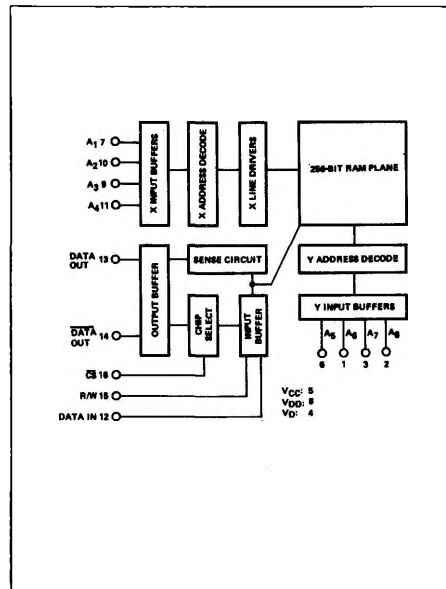 A1 7
A2 10
A3 9
A4 11
X INPUT BUFFERS
X ADDRESS DECODE
X LINE DRIVERS
256-BIT RAM PLANE
DATA OUT 13
DATA OUT 14
OUTPUT BUFFER
SENSE CIRCUIT
CHIP SELECT
INPUT BUFFER
Y ADDRESS DECODE
Y INPUT BUFFERS
A5 A6 A7 A8
6 1 3 2
CS 16
R/W 15
DATA IN 12
VCC: 5
VDD: 8
VD: 4